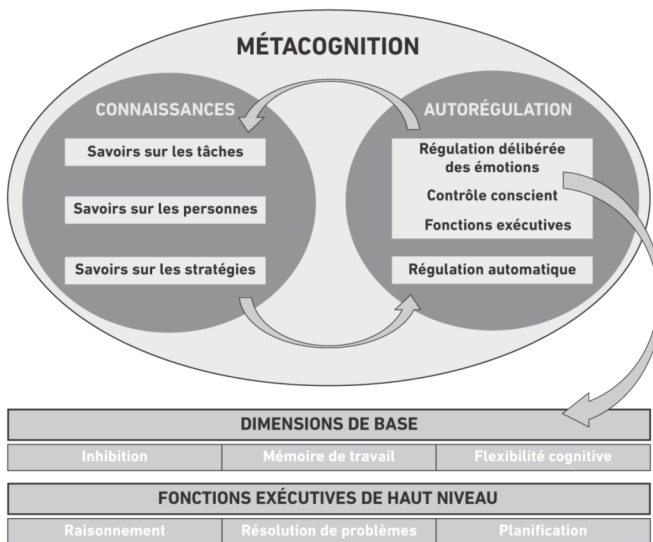 MÉTACOGNITION
CONNAISSANCES
Savoirs sur les tâches
Savoirs sur les personnes
Savoirs sur les stratégies
AUTORÉGULATION
Régulation délibérée
des émotions
Contrôle conscient
Fonctions exécutives
Régulation automatique
DIMENSIONS DE BASE
Inhibition
Mémoire de travail
Flexibilité cognitive
FONCTIONS EXÉCUTIVES DE HAUT NIVEAU
Raisonnement
Résolution de problèmes
Planification